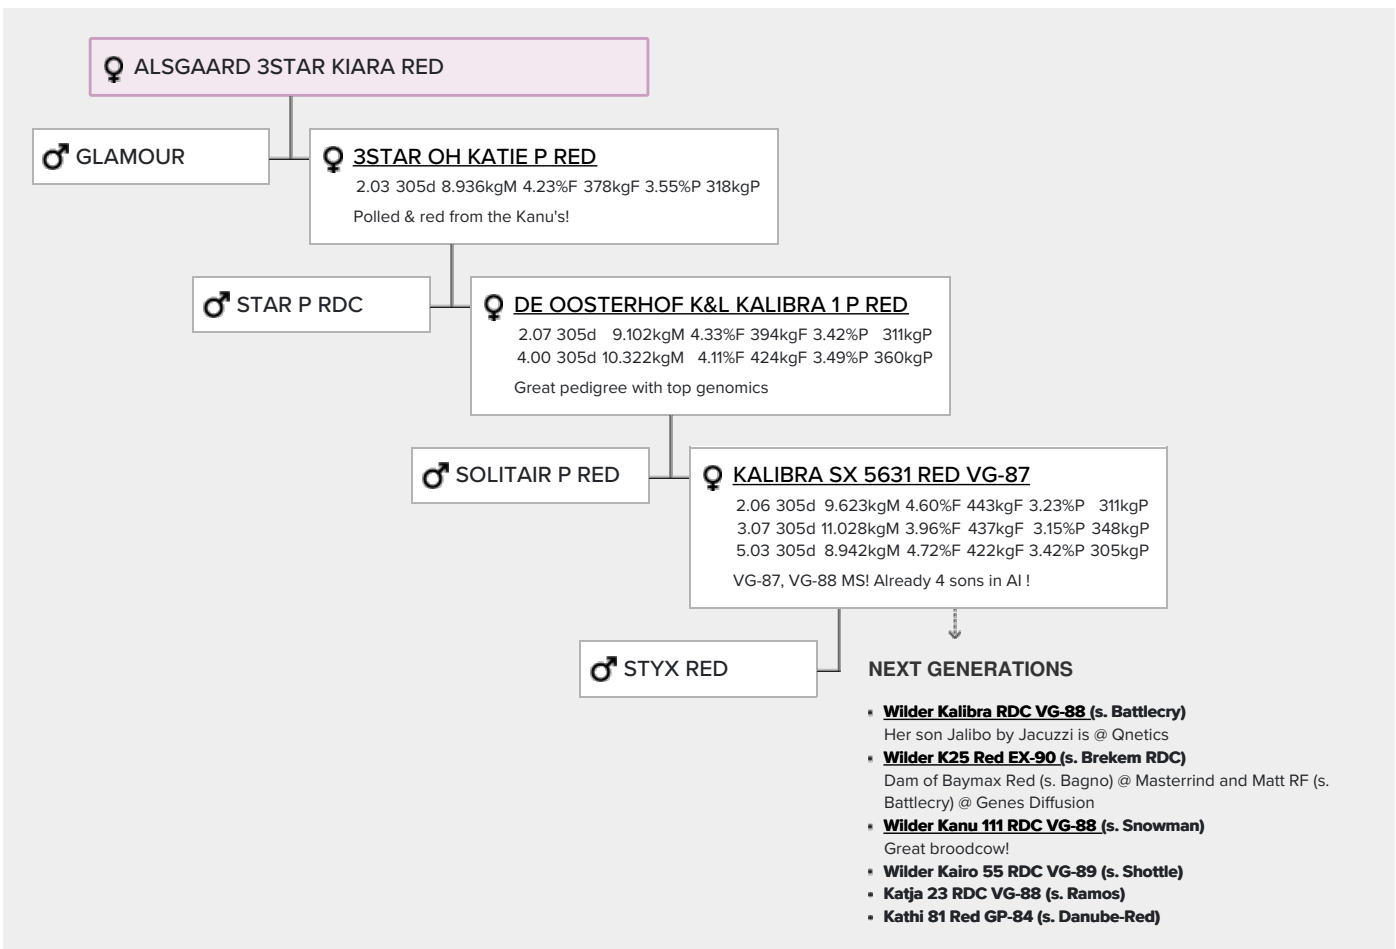 ALSGAARD 3STAR KIARA RED
GLAMOUR
3STAR OH KATIE P RED
2.03 305d 8.936kgM 4.23%F 378kgF 3.55%P 318kgP
Polled & red from the Kanu's!
STAR P RDC
DE OOSTERHOF K&L KALIBRA 1 P RED
2.07 305d 9.102kgM 4.33%F 394kgF 3.42%P 311kgP
4.00 305d 10.322kgM 4.11%F 424kgF 3.49%P 360kgP
Great pedigree with top genomics
SOLITAIR P RED
KALIBRA SX 5631 RED VG-87
2.06 305d 9.623kgM 4.60%F 443kgF 3.23%P 311kgP
3.07 305d 11.028kgM 3.96%F 437kgF 3.15%P 348kgP
5.03 305d 8.942kgM 4.72%F 422kgF 3.42%P 305kgP
VG-87, VG-88 MS! Already 4 sons in AI !
STYX RED
NEXT GENERATIONS
▪ Wilder Kalibra RDC VG-88 (s. Battlecry)
Her son Jalibo by Jacuzzi is @ Qnetics
▪ Wilder K25 Red EX-90 (s. Brekem RDC)
Dam of Baymax Red (s. Bagno) @ Masterrind and Matt RF (s.
Battlecry) @ Genes Diffusion
▪ Wilder Kanu 111 RDC VG-88 (s. Snowman)
Great broodcow!
▪ Wilder Kairo 55 RDC VG-89 (s. Shottle)
▪ Katja 23 RDC VG-88 (s. Ramos)
▪ Kathi 81 Red GP-84 (s. Danube-Red)